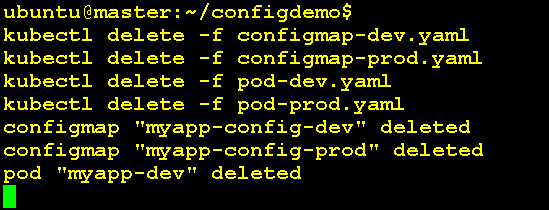 ubuntu@master:~/configdemo$
kubectl delete -f configmap-dev.yaml
kubectl delete -f configmap-prod.yaml
kubectl delete -f pod-dev.yaml
kubectl delete -f pod-prod.yaml
configmap "myapp-config-dev" deleted
configmap "myapp-config-prod" deleted
pod "myapp-dev" deleted